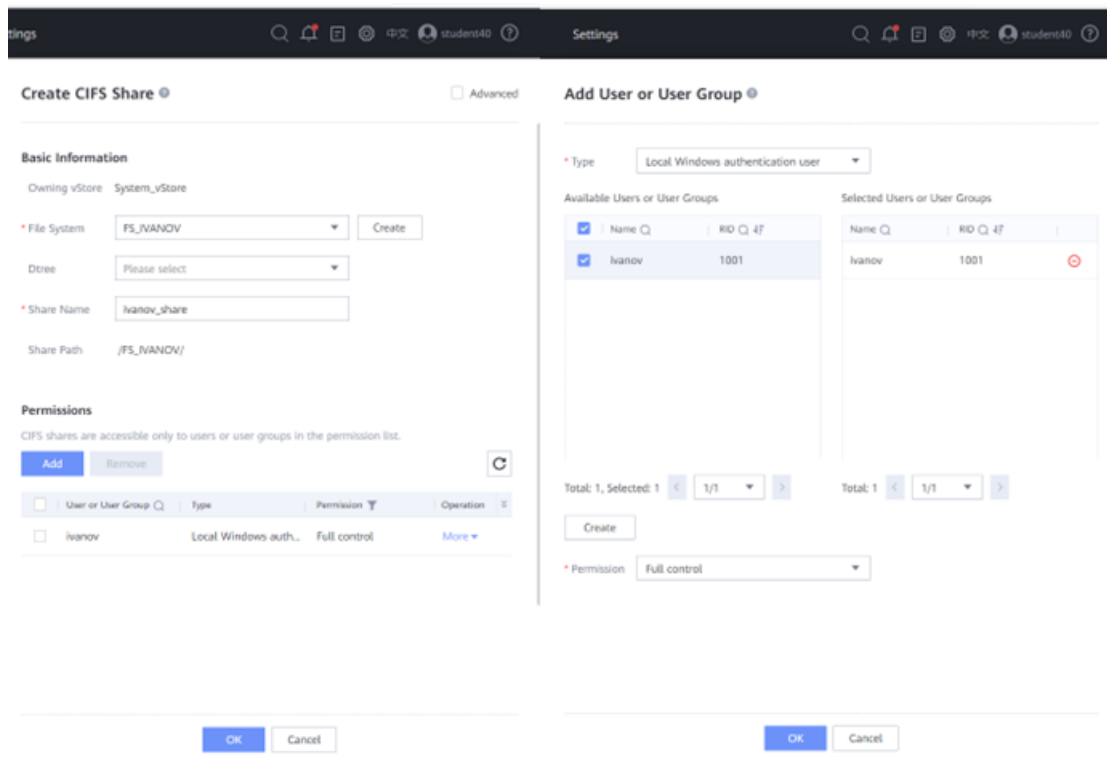 tings
中文 student40
Create CIFS Share
Advanced
Basic Information
Owning vStore System_vStore
* File System FS_IVANOV Create
Dtree Please select
* Share Name ivanov_share
Share Path /FS_IVANOV/
Permissions
CIFS shares are accessible only to users or user groups in the permission list.
Add Remove
User or User Group Type Permission Operation
ivanov Local Windows auth... Full control More
OK Cancel
Settings
中文 student40
Add User or User Group
* Type Local Windows authentication user
Available Users or User Groups
Name RID
ivanov 1001
Total: 1, Selected: 1 < 1/1 >
Selected Users or User Groups
Name RID
ivanov 1001
Total: 1 < 1/1 >
Create
* Permission Full control
OK Cancel